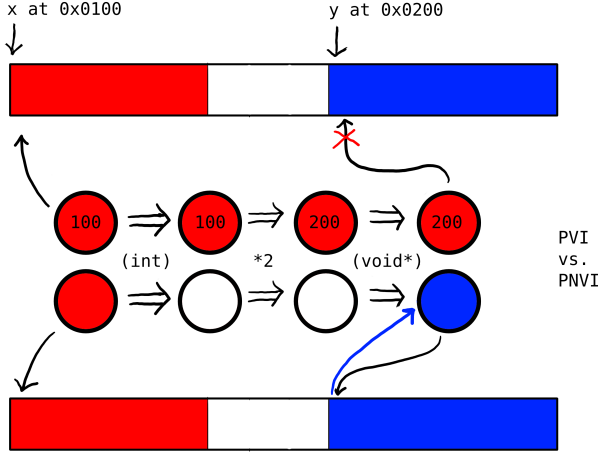 x at 0x0100
y at 0x0200
100
100
200
200
(int)
*2
(void*)
PVI
vs.
PNVI